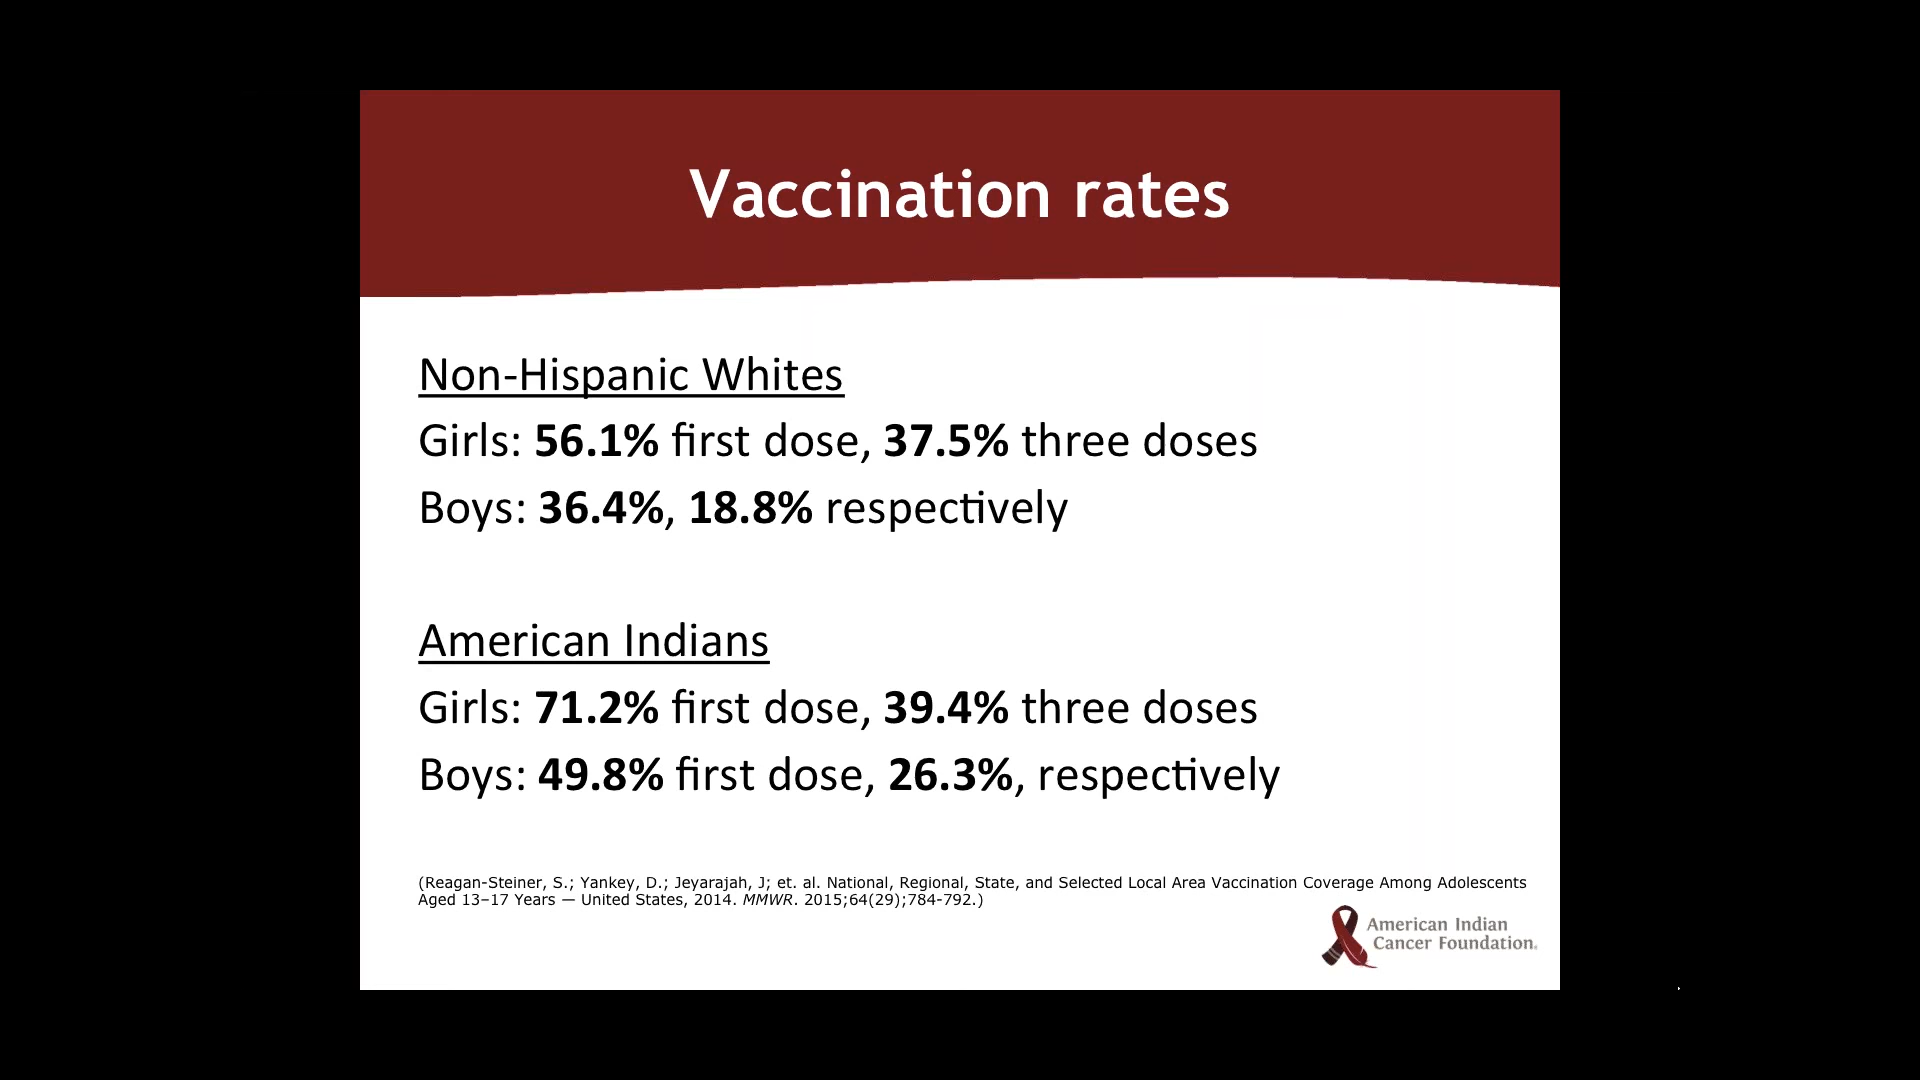 Vaccination rates
Non-Hispanic Whites
Girls: 56.1% first dose, 37.5% three doses
Boys: 36.4%, 18.8% respectively
American Indians
Girls: 71.2% first dose, 39.4% three doses
Boys: 49.8% first dose, 26.3%, respectively
(Reagan-Steiner, S.; Yankey, D.; Jeyarajah, J; et. al. National, Regional, State, and Selected Local Area Vaccination Coverage Among Adolescents
Aged 13–17 Years — United States, 2014. MMWR. 2015;64(29);784-792.)
American Indian
Cancer Foundation.